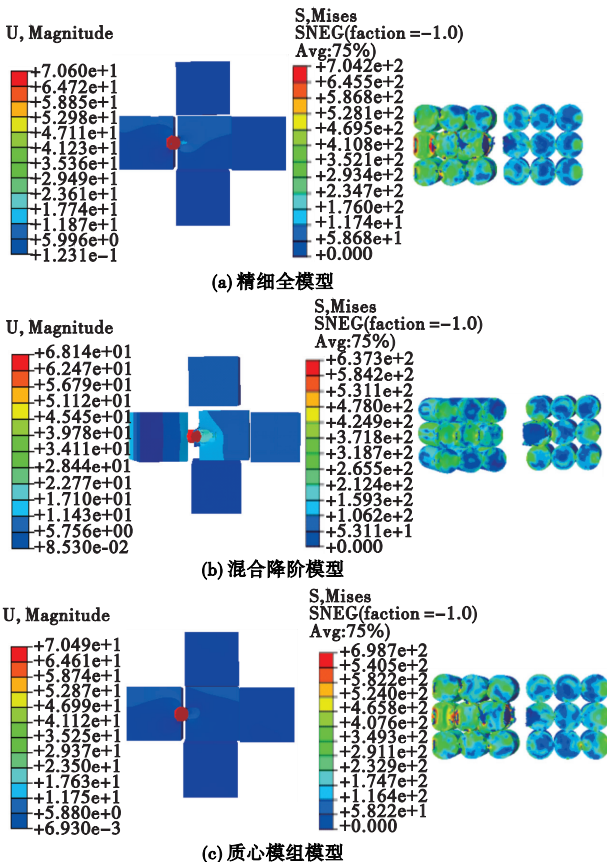 U, Magnitude
+7.060e+1
+6.472e+1
+5.885e+1
+5.298e+1
+4.711e+1
+4.123e+1
+3.536e+1
+2.949e+1
+2.361e+1
+1.774e+1
+1.187e+1
+5.996e+0
+1.231e-1
S,Mises
SNEG(faction =-1.0)
Avg:75%)
+7.042e+2
+6.455e+2
+5.868e+2
+5.281e+2
+4.695e+2
+4.108e+2
+3.521e+2
+2.934e+2
+2.347e+2
+1.760e+2
+1.174e+1
+5.868e+1
+0.000
(a) 精细全模型
U, Magnitude
+6.814e+01
+6.247e+01
+5.679e+01
+5.112e+01
+4.545e+01
+3.978e+01
+3.411e+01
+2.844e+01
+2.277e+01
+1.710e+01
+1.143e+01
+5.756e+00
+8.530e-02
S,Mises
SNEG(faction =-1.0)
Avg:75%)
+6.373e+2
+5.842e+2
+5.311e+2
+4.780e+2
+4.249e+2
+3.718e+2
+3.187e+2
+2.655e+2
+2.124e+2
+1.593e+2
+1.062e+2
+5.311e+1
+0.000
(b) 混合降阶模型
U, Magnitude
+7.049e+1
+6.461e+1
+5.874e+1
+5.287e+1
+4.699e+1
+4.112e+1
+3.525e+1
+2.937e+1
+2.350e+1
+1.763e+1
+1.175e+1
+5.880e+0
+6.930e-3
S,Mises
SNEG(faction =-1.0)
Avg:75%)
+6.987e+2
+5.405e+2
+5.822e+2
+5.240e+2
+4.658e+2
+4.076e+2
+3.493e+2
+2.911e+2
+2.329e+2
+1.747e+2
+1.164e+2
+5.822e+1
+0.000
(c) 质心模组模型